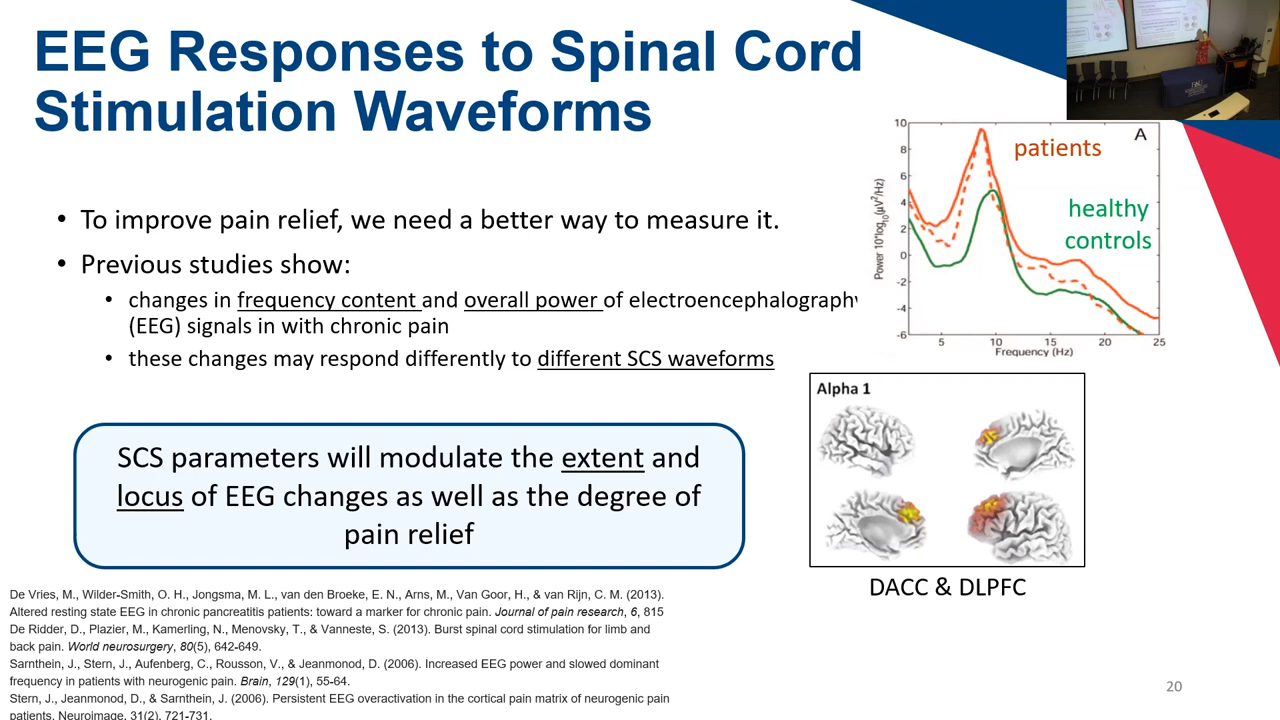 EEG Responses to Spinal Cord
Stimulation Waveforms
• To improve pain relief, we need a better way to measure it.
• Previous studies show:
• changes in frequency content and overall power of electroencephalography
(EEG) signals in with chronic pain
• these changes may respond differently to different SCS waveforms
SCS parameters will modulate the extent and
locus of EEG changes as well as the degree of
pain relief
De Vries, M., Wilder-Smith, O. H., Jongsma, M. L., van den Broeke, E. N., Arns, M., Van Goor, H., & van Rijn, C. M. (2013).
Altered resting state EEG in chronic pancreatitis patients: toward a marker for chronic pain. Journal of pain research, 6, 815
De Ridder, D., Plazier, M., Kamerling, N., Menovsky, T., & Vanneste, S. (2013). Burst spinal cord stimulation for limb and
back pain. World neurosurgery, 80(5), 642-649.
Sarnthein, J., Stern, J., Aufenberg, C., Rousson, V., & Jeanmonod, D. (2006). Increased EEG power and slowed dominant
frequency in patients with neurogenic pain. Brain, 129(1), 55-64.
Stern, J., Jeanmonod, D., & Sarnthein, J. (2006). Persistent EEG overactivation in the cortical pain matrix of neurogenic pain
patients. Neuroimage, 31(2), 721-731.
A
patients
healthy
controls
Power 10*log10(µV2/Hz)
10
8
6
4
2
0
-2
-4
-6
5 10 15 20 25
Frequency (Hz)
Alpha 1
DACC & DLPFC
20